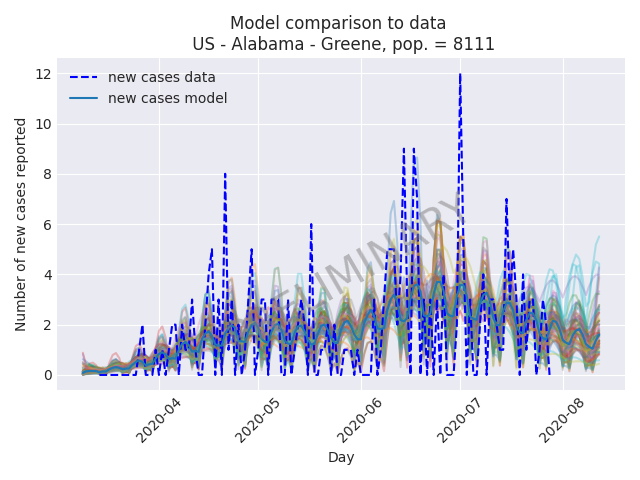 Model comparison to data
US - Alabama - Greene, pop. = 8111
new cases data
new cases model
PRELIMINARY
Number of new cases reported
12
10
8
6
4
2
0
2020-04
2020-05
2020-06
2020-07
2020-08
Day